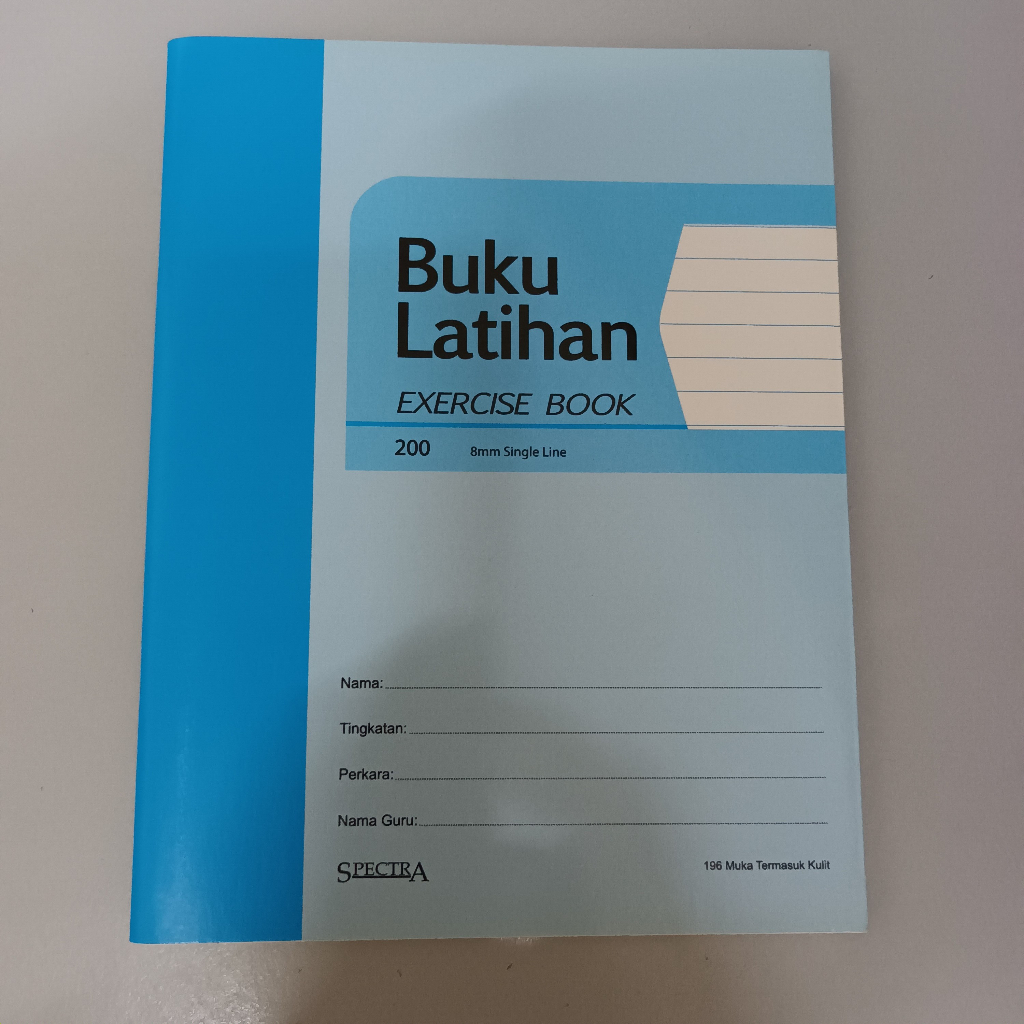 Buku
Latihan
EXERCISE BOOK
200 8mm Single Line
Nama:
Tingkatan:
Perkara:
Nama Guru:
SPECTRA
196 Muka Termasuk Kulit